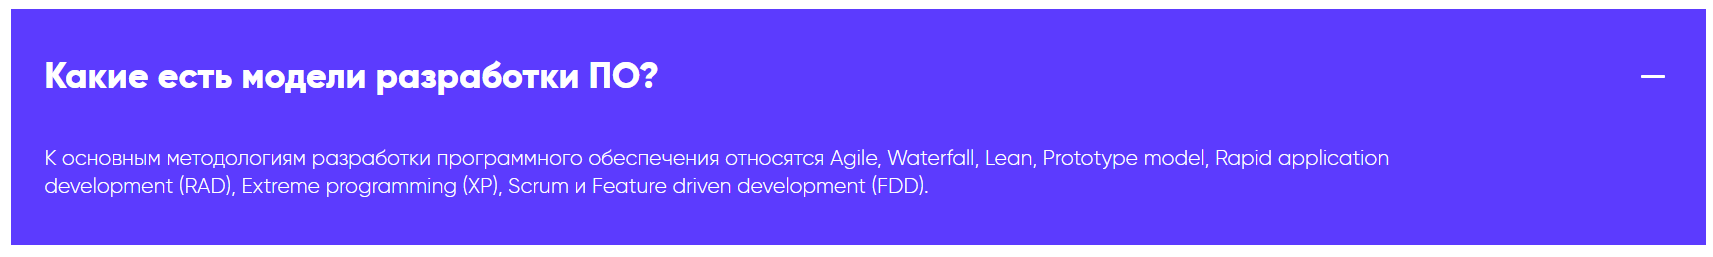 Какие есть модели разработки ПО?
К основным методологиям разработки программного обеспечения относятся Agile, Waterfall, Lean, Prototype model, Rapid application
development (RAD), Extreme programming (XP), Scrum и Feature driven development (FDD).